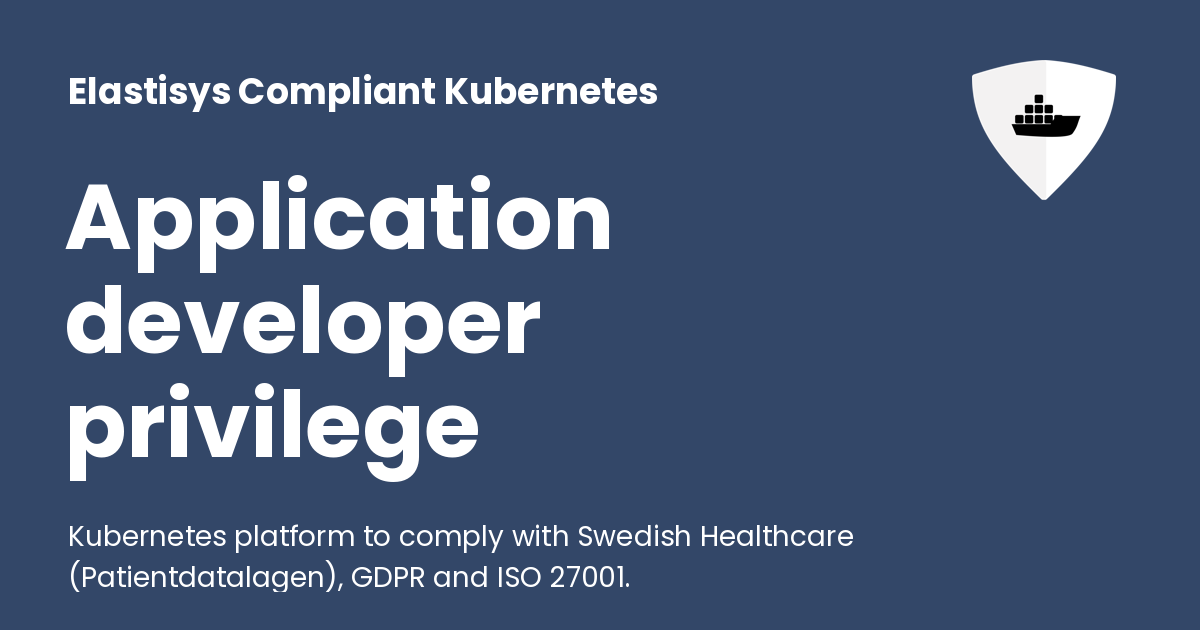 Elastisys Compliant Kubernetes
Application
developer
privilege
Kubernetes platform to comply with Swedish Healthcare
(Patientdatalagen), GDPR and ISO 27001.